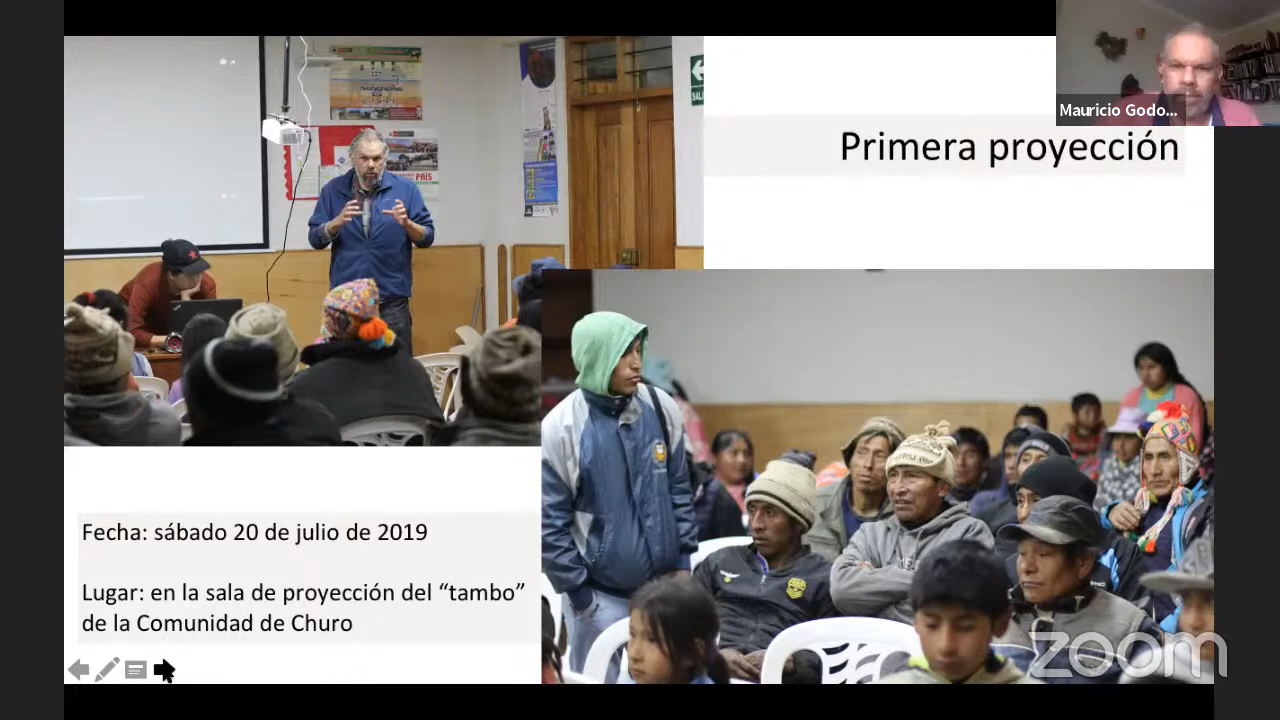 Mauricio Godo...
Primera proyección
PAÍS
Fecha: sábado 20 de julio de 2019
Lugar: en la sala de proyección del “tambo”
de la Comunidad de Churo
zoom